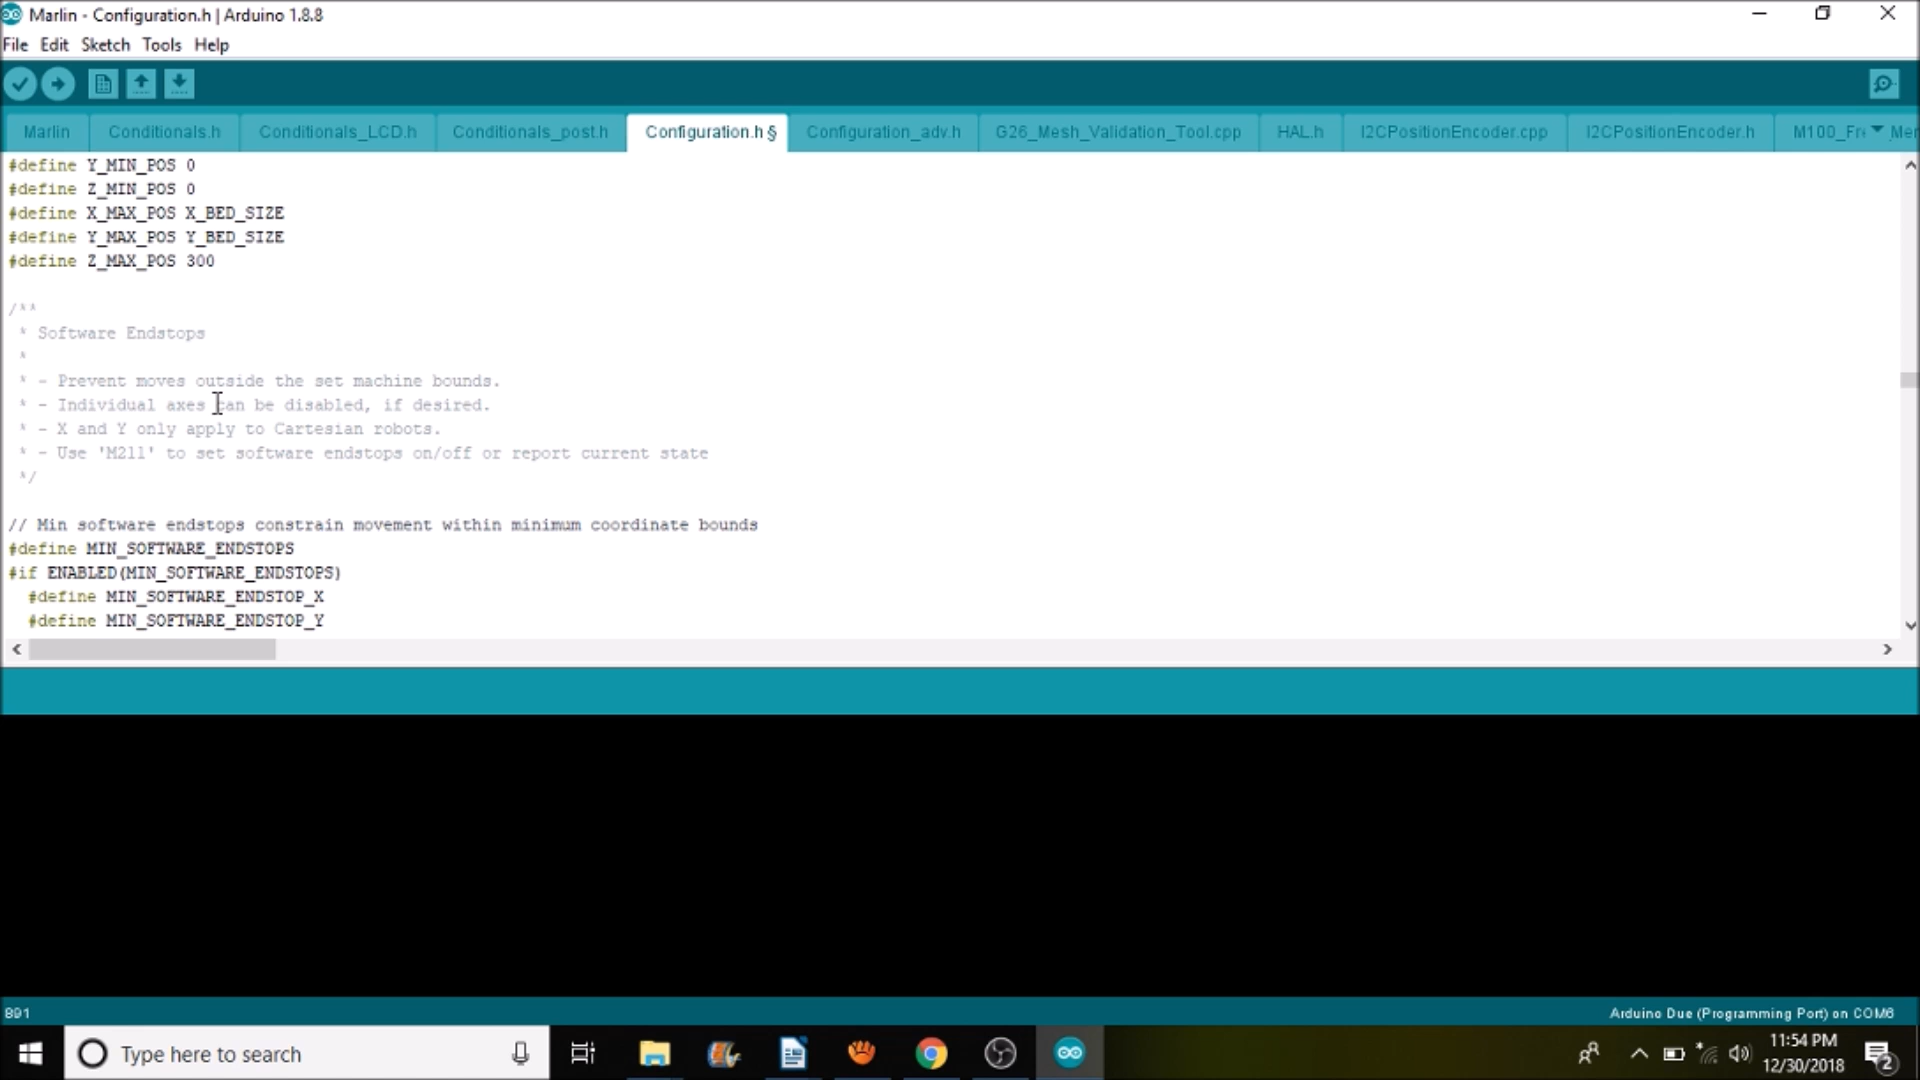 Marlin - Configuration.h | Arduino 1.8.8
File Edit Sketch Tools Help
Marlin Conditionals.h Conditionals_LCD.h Conditionals_post.h Configuration.h § Configuration_adv.h G26_Mesh_Validation_Tool.cpp HAL.h I2CPositionEncoder.cpp I2CPositionEncoder.h M100_Fr Mer
#define Y_MIN_POS 0
#define Z_MIN_POS 0
#define X_MAX_POS X_BED_SIZE
#define Y_MAX_POS Y_BED_SIZE
#define Z_MAX_POS 300
/**
* Software Endstops
*
* - Prevent moves outside the set machine bounds.
* - Individual axes can be disabled, if desired.
* - X and Y only apply to Cartesian robots.
* - Use 'M211' to set software endstops on/off or report current state
*/
// Min software endstops constrain movement within minimum coordinate bounds
#define MIN_SOFTWARE_ENDSTOPS
#if ENABLED(MIN_SOFTWARE_ENDSTOPS)
#define MIN_SOFTWARE_ENDSTOP_X
#define MIN_SOFTWARE_ENDSTOP_Y
891
Arduino Due (Programming Port) on COM6
Type here to search
11:54 PM
12/30/2018
2